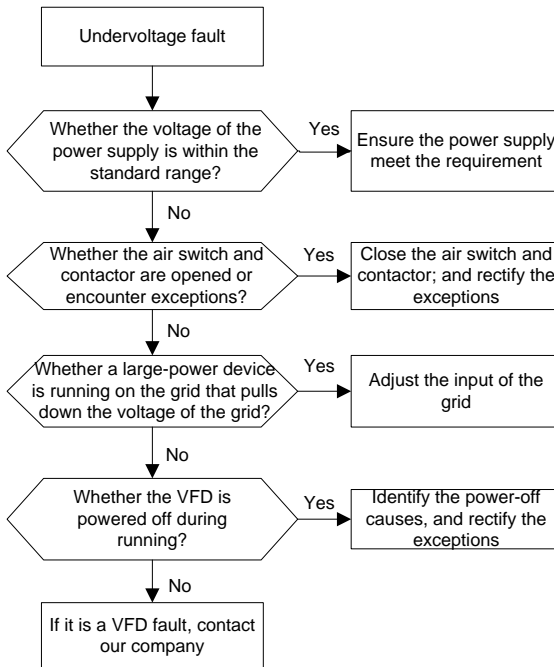 Undervoltage fault
Whether the voltage of the
power supply is within the
standard range?
Yes
Ensure the power supply
meet the requirement
No
Whether the air switch and
contactor are opened or
encounter exceptions?
Yes
Close the air switch and
contactor; and rectify the
exceptions
No
Whether a large-power device
is running on the grid that pulls
down the voltage of the grid?
Yes
Adjust the input of the
grid
No
Whether the VFD is
powered off during
running?
Yes
Identify the power-off
causes, and rectify the
exceptions
No
If it is a VFD fault, contact
our company